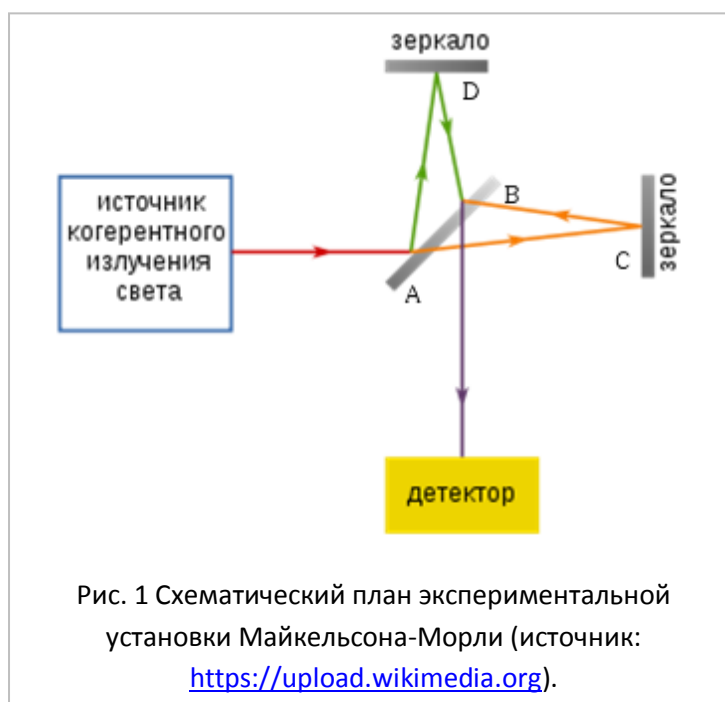 зеркало
D
источник
когерентного
излучения
света
B
зеркало
C
A
детектор
Рис. 1 Схематический план экспериментальной
установки Майкельсона-Морли (источник:
https://upload.wikimedia.org).